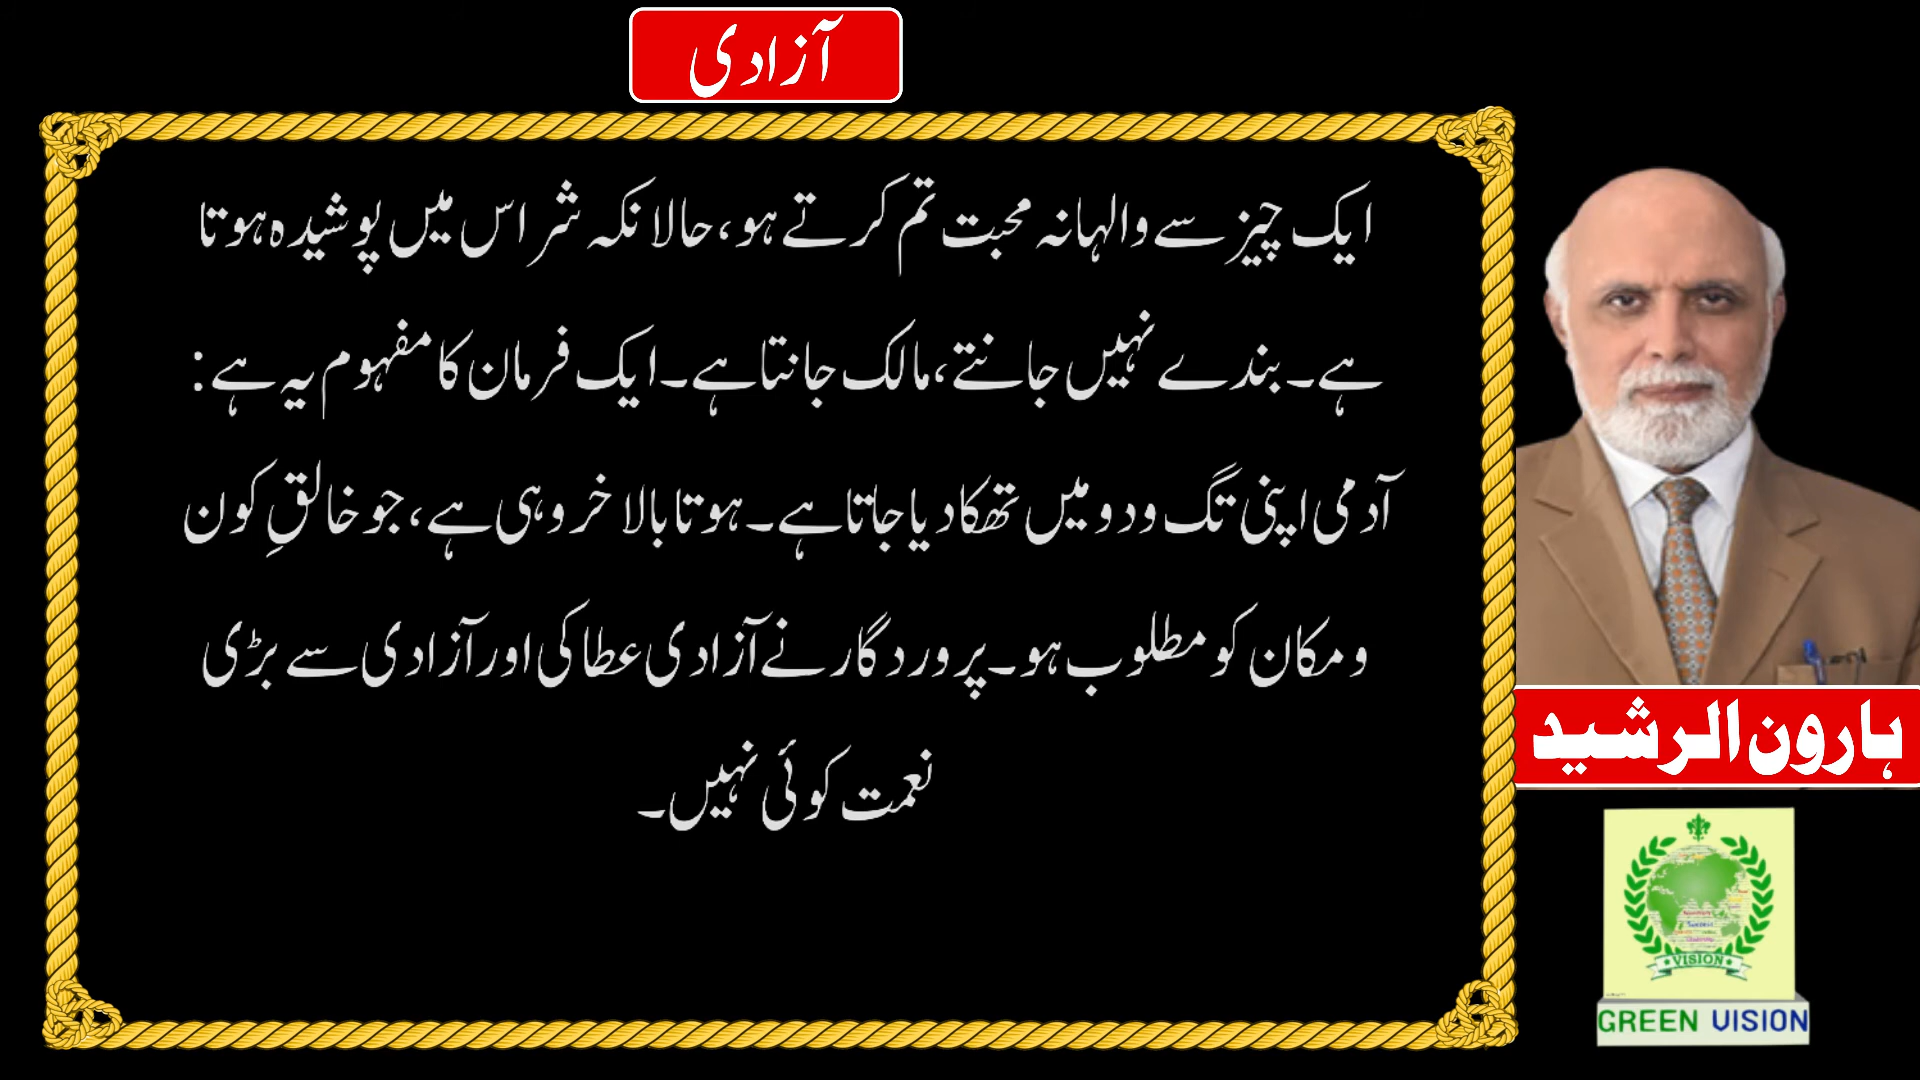 آزادی
ایک چیز سے والہانہ محبت تم کرتے ہو، حالانکہ شر اس میں پوشیدہ ہوتا
ہے۔ بندے نہیں جانتے، مالک جانتا ہے۔ ایک فرمان کا مفہوم یہ ہے:
آدمی اپنی تگ و دو میں تھکا دیا جاتا ہے۔ ہوتا بالاخر وہی ہے، جو خالقِ کون
و مکان کو مطلوب ہو۔ پروردگار نے آزادی عطا کی اور آزادی سے بڑی
نعمت کوئی نہیں۔
ہارون الرشید
VISION
GREEN VISION